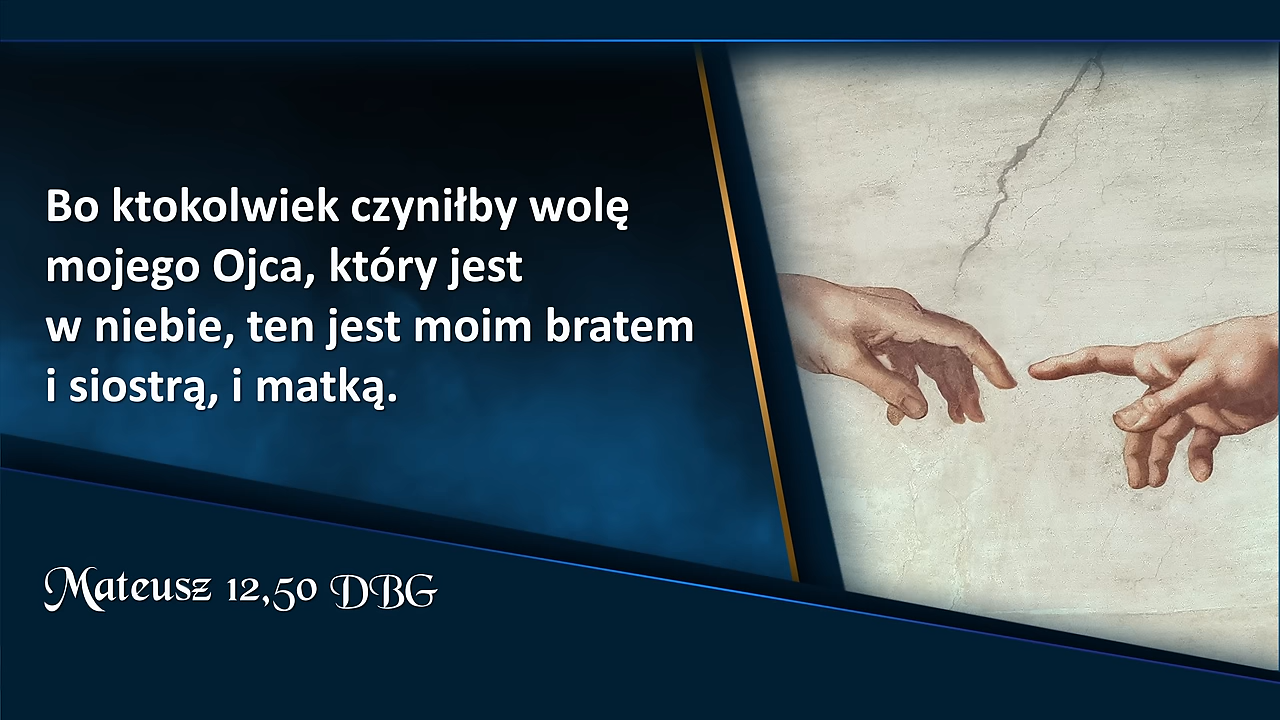 Bo ktokolwiek czyniłby wolę
mojego Ojca, który jest
w niebie, ten jest moim bratem
i siostrą, i matką.
Mateusz 12,50 DBG